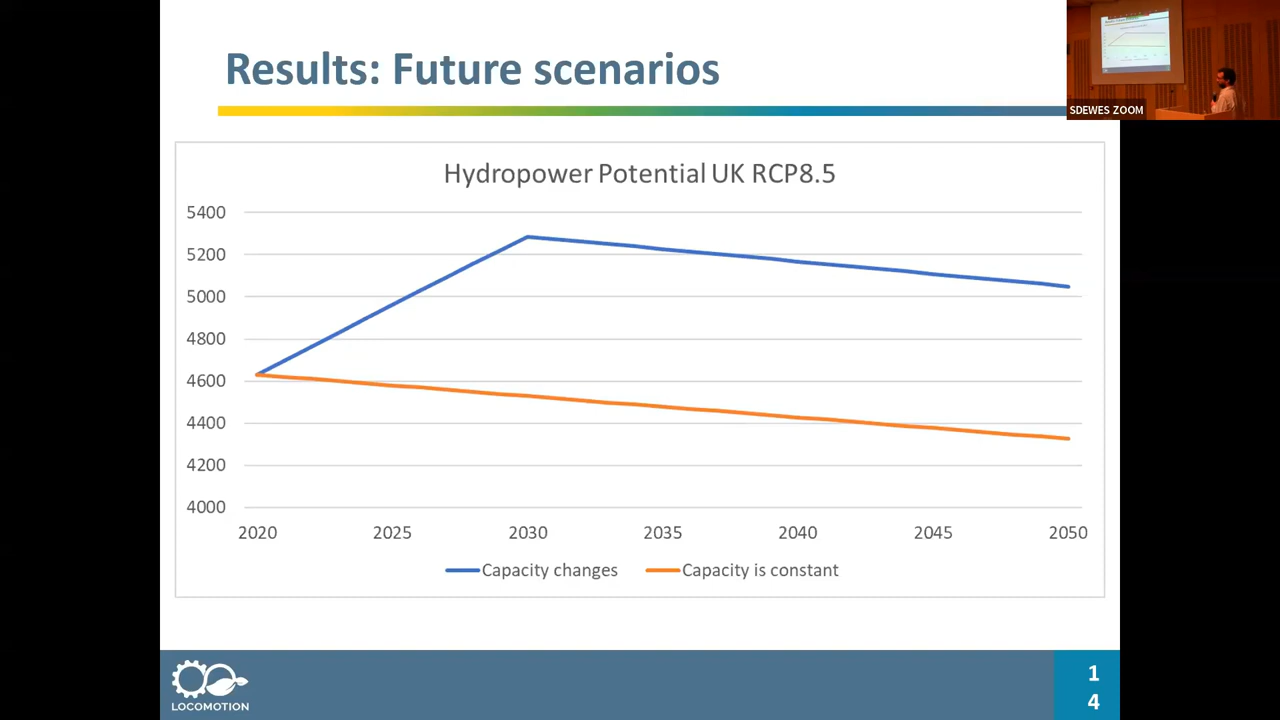 Results: Future scenarios
SDEWES ZOOM
Hydropower Potential UK RCP8.5
5400
5200
5000
4800
4600
4400
4200
4000
2020 2025 2030 2035 2040 2045 2050
Capacity changes Capacity is constant
LOCOMOTION
1
4